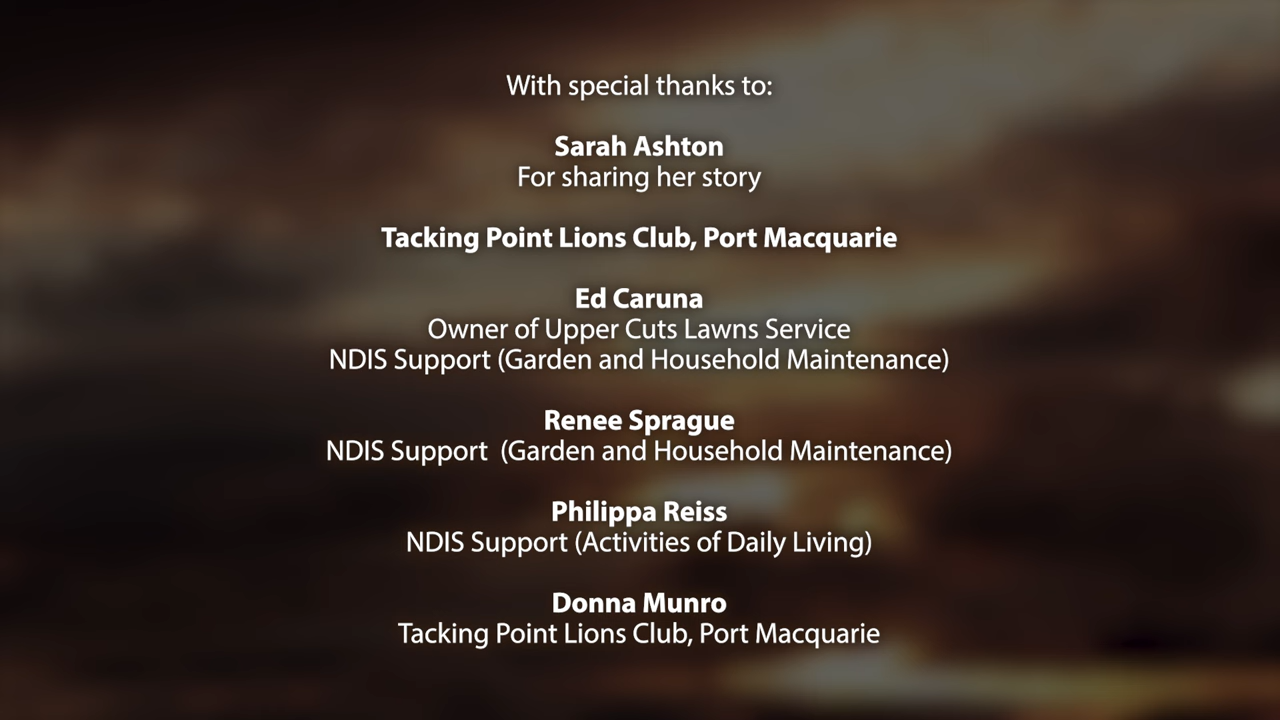 With special thanks to:
Sarah Ashton
For sharing her story
Tacking Point Lions Club, Port Macquarie
Ed Caruna
Owner of Upper Cuts Lawns Service
NDIS Support (Garden and Household Maintenance)
Renee Sprague
NDIS Support  (Garden and Household Maintenance)
Philippa Reiss
NDIS Support (Activities of Daily Living)
Donna Munro
Tacking Point Lions Club, Port Macquarie